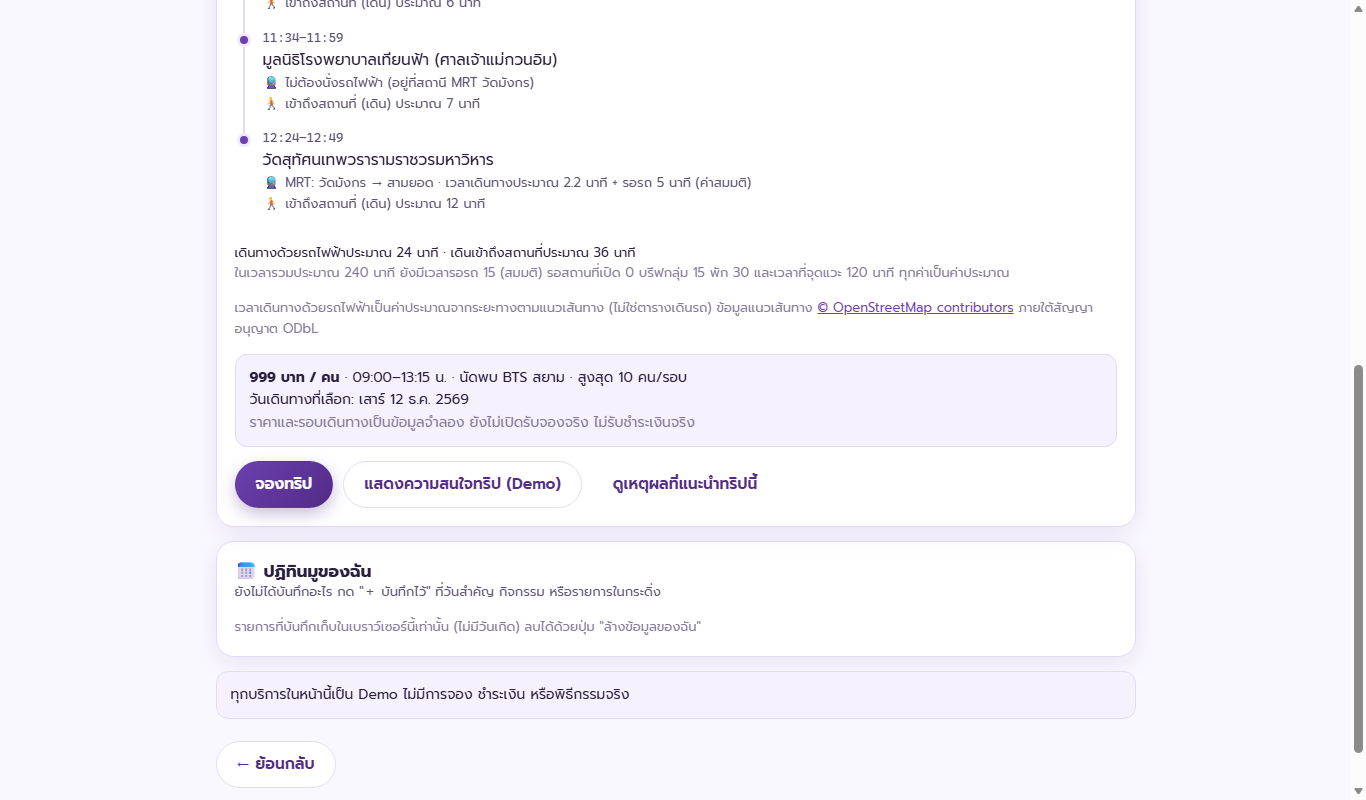 เข้าถึงสถานที่ (เดิน) ประมาณ 6 นาที
11:34–11:59
มูลนิธิโรงพยาบาลเทียนฟ้า (ศาลเจ้าแม่กวนอิม)
ไม่ต้องนั่งรถไฟฟ้า (อยู่ที่สถานี MRT วัดมังกร)
เข้าถึงสถานที่ (เดิน) ประมาณ 7 นาที
12:24–12:49
วัดสุทัศนเทพวรารามราชวรมหาวิหาร
MRT: วัดมังกร → สามยอด · เวลาเดินทางประมาณ 2.2 นาที + รอรถ 5 นาที (ค่าสมมติ)
เข้าถึงสถานที่ (เดิน) ประมาณ 12 นาที
เดินทางด้วยรถไฟฟ้าประมาณ 24 นาที · เดินเข้าถึงสถานที่ประมาณ 36 นาที
ในเวลารวมประมาณ 240 นาที ยังมีเวลารอรถ 15 (สมมติ) รอสถานที่เปิด 0 บรีฟกลุ่ม 15 พัก 30 และเวลาที่จุดแวะ 120 นาที ทุกค่าเป็นค่าประมาณ
เวลาเดินทางด้วยรถไฟฟ้าเป็นค่าประมาณจากระยะทางตามแนวเส้นทาง (ไม่ใช่ตารางเดินรถ) ข้อมูลแนวเส้นทาง © OpenStreetMap contributors ภายใต้สัญญา
อนุญาต ODbL
999 บาท / คน · 09:00–13:15 น. · นัดพบ BTS สยาม · สูงสุด 10 คน/รอบ
วันเดินทางที่เลือก: เสาร์ 12 ธ.ค. 2569
ราคาและรอบเดินทางเป็นข้อมูลจำลอง ยังไม่เปิดรับจองจริง ไม่รับชำระเงินจริง
จองทริป แสดงความสนใจทริป (Demo) ดูเหตุผลที่แนะนำทริปนี้
ปฏิทินมูของฉัน
ยังไม่ได้บันทึกอะไร กด "+ บันทึกไว้" ที่วันสำคัญ กิจกรรม หรือรายการในกระดิ่ง
รายการที่บันทึกเก็บในเบราว์เซอร์นี้เท่านั้น (ไม่มีวันเกิด) ลบได้ด้วยปุ่ม "ล้างข้อมูลของฉัน"
ทุกบริการในหน้านี้เป็น Demo ไม่มีการจอง ชำระเงิน หรือพิธีกรรมจริง
← ย้อนกลับ